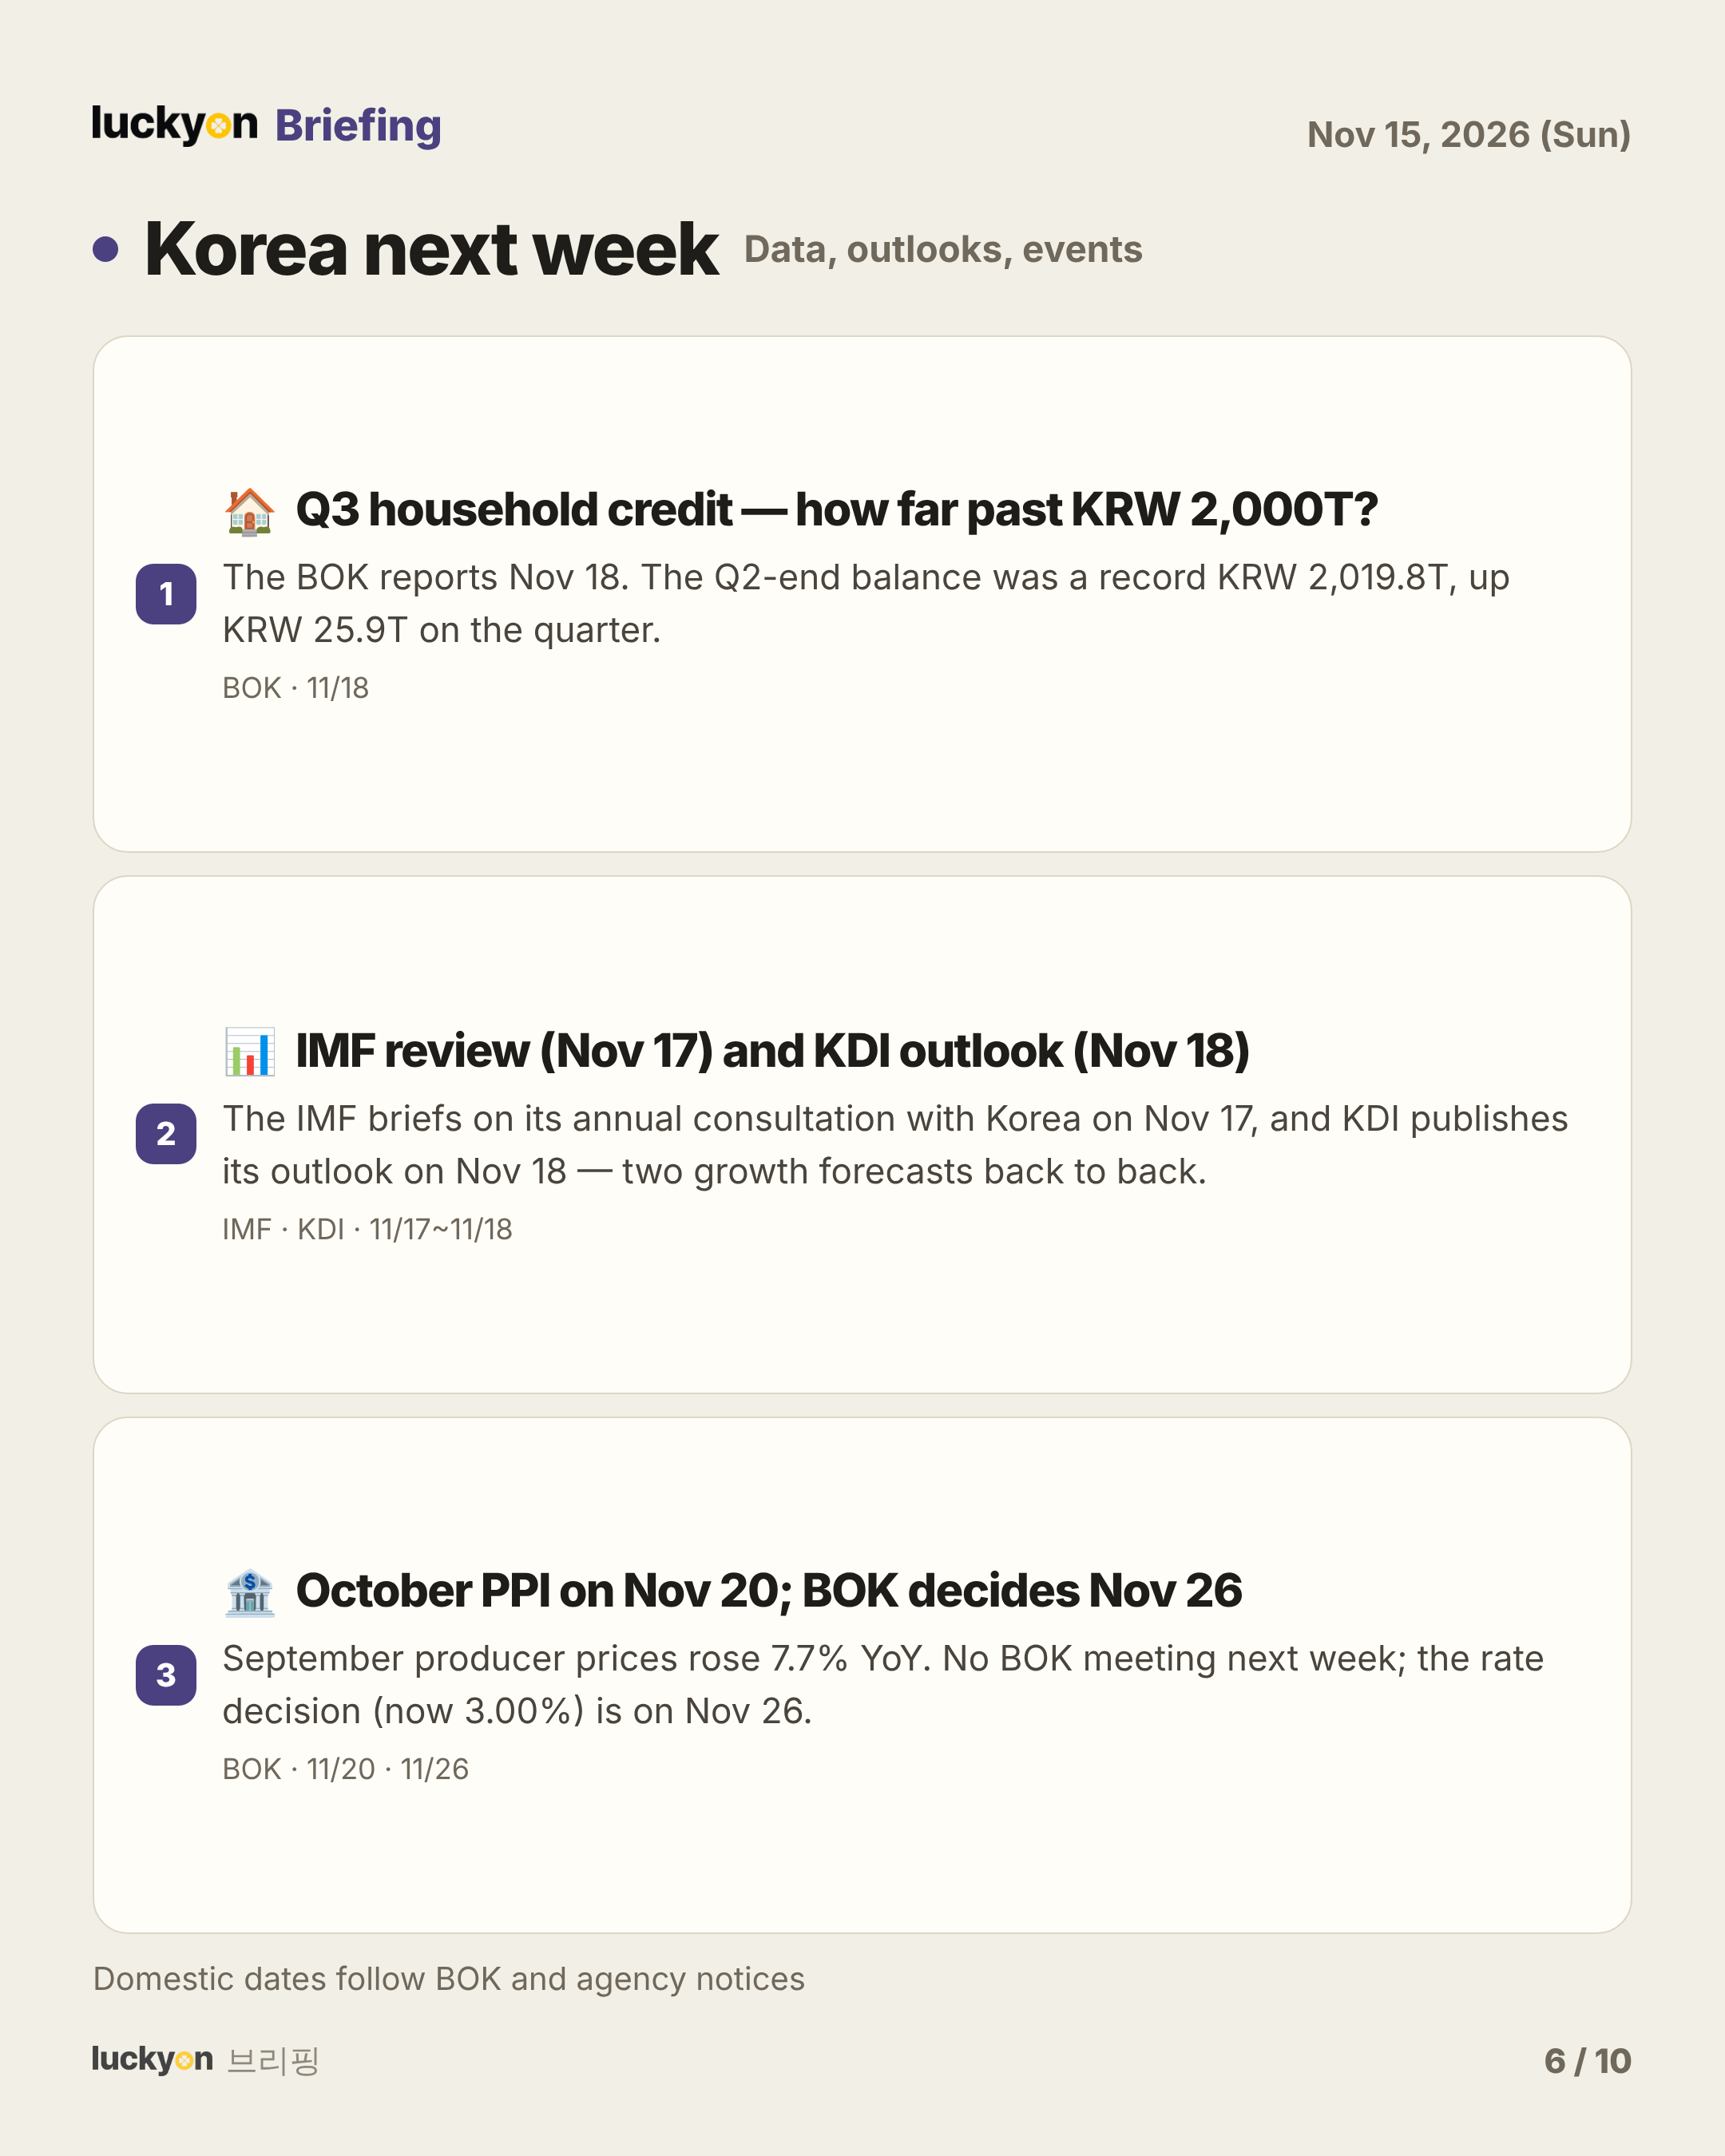 luckyon Briefing
Nov 15, 2026 (Sun)
Korea next week Data, outlooks, events
Q3 household credit — how far past KRW 2,000T?
1
The BOK reports Nov 18. The Q2-end balance was a record KRW 2,019.8T, up
KRW 25.9T on the quarter.
BOK · 11/18
IMF review (Nov 17) and KDI outlook (Nov 18)
2
The IMF briefs on its annual consultation with Korea on Nov 17, and KDI publishes
its outlook on Nov 18 — two growth forecasts back to back.
IMF · KDI · 11/17~11/18
October PPI on Nov 20; BOK decides Nov 26
3
September producer prices rose 7.7% YoY. No BOK meeting next week; the rate
decision (now 3.00%) is on Nov 26.
BOK · 11/20 · 11/26
Domestic dates follow BOK and agency notices
luckyon 브리핑
6 / 10